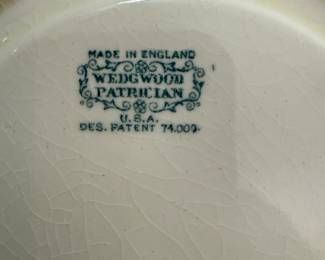 MADE IN ENGLAND
WEDGWOOD
PATRICIAN
U.S.A.
DES. PATENT 74,009.